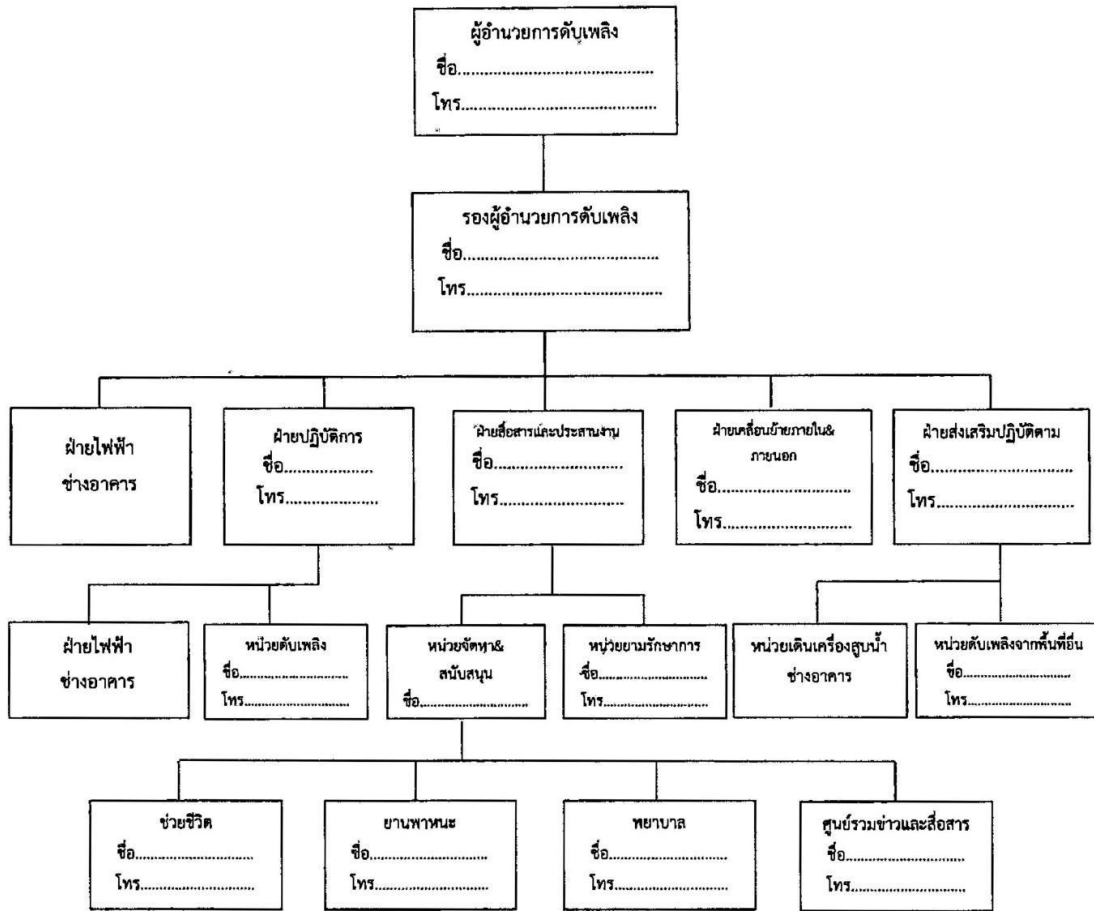 ผู้อำนวยการดับเพลิง
ชื่อ........................................
โทร........................................
รองผู้อำนวยการดับเพลิง
ชื่อ........................................
โทร........................................
ฝ่ายไฟฟ้า
ช่างอาคาร
ฝ่ายปฏิบัติการ
ชื่อ....................
โทร....................
ฝ่ายสื่อสารและประสานงาน
ชื่อ............................
โทร............................
ฝ่ายเคลื่อนย้ายภายใน&
ภายนอก
ชื่อ............................
โทร............................
ฝ่ายส่งเสริมปฏิบัติตาม
ชื่อ............................
โทร............................
ฝ่ายไฟฟ้า
ช่างอาคาร
หน่วยดับเพลิง
ชื่อ............................
โทร............................
หน่วยจัดหา&
สนับสนุน
ชื่อ............................
หน่วยยามรักษาการ
ชื่อ............................
โทร............................
หน่วยเดินเครื่องสูบน้ำ
ช่างอาคาร
หน่วยดับเพลิงจากพื้นที่อื่น
ชื่อ............................
โทร............................
ช่วยชีวิต
ชื่อ............................
โทร............................
ยานพาหนะ
ชื่อ............................
โทร............................
พยาบาล
ชื่อ............................
โทร............................
ศูนย์รวมข่าวและสื่อสาร
ชื่อ............................
โทร............................